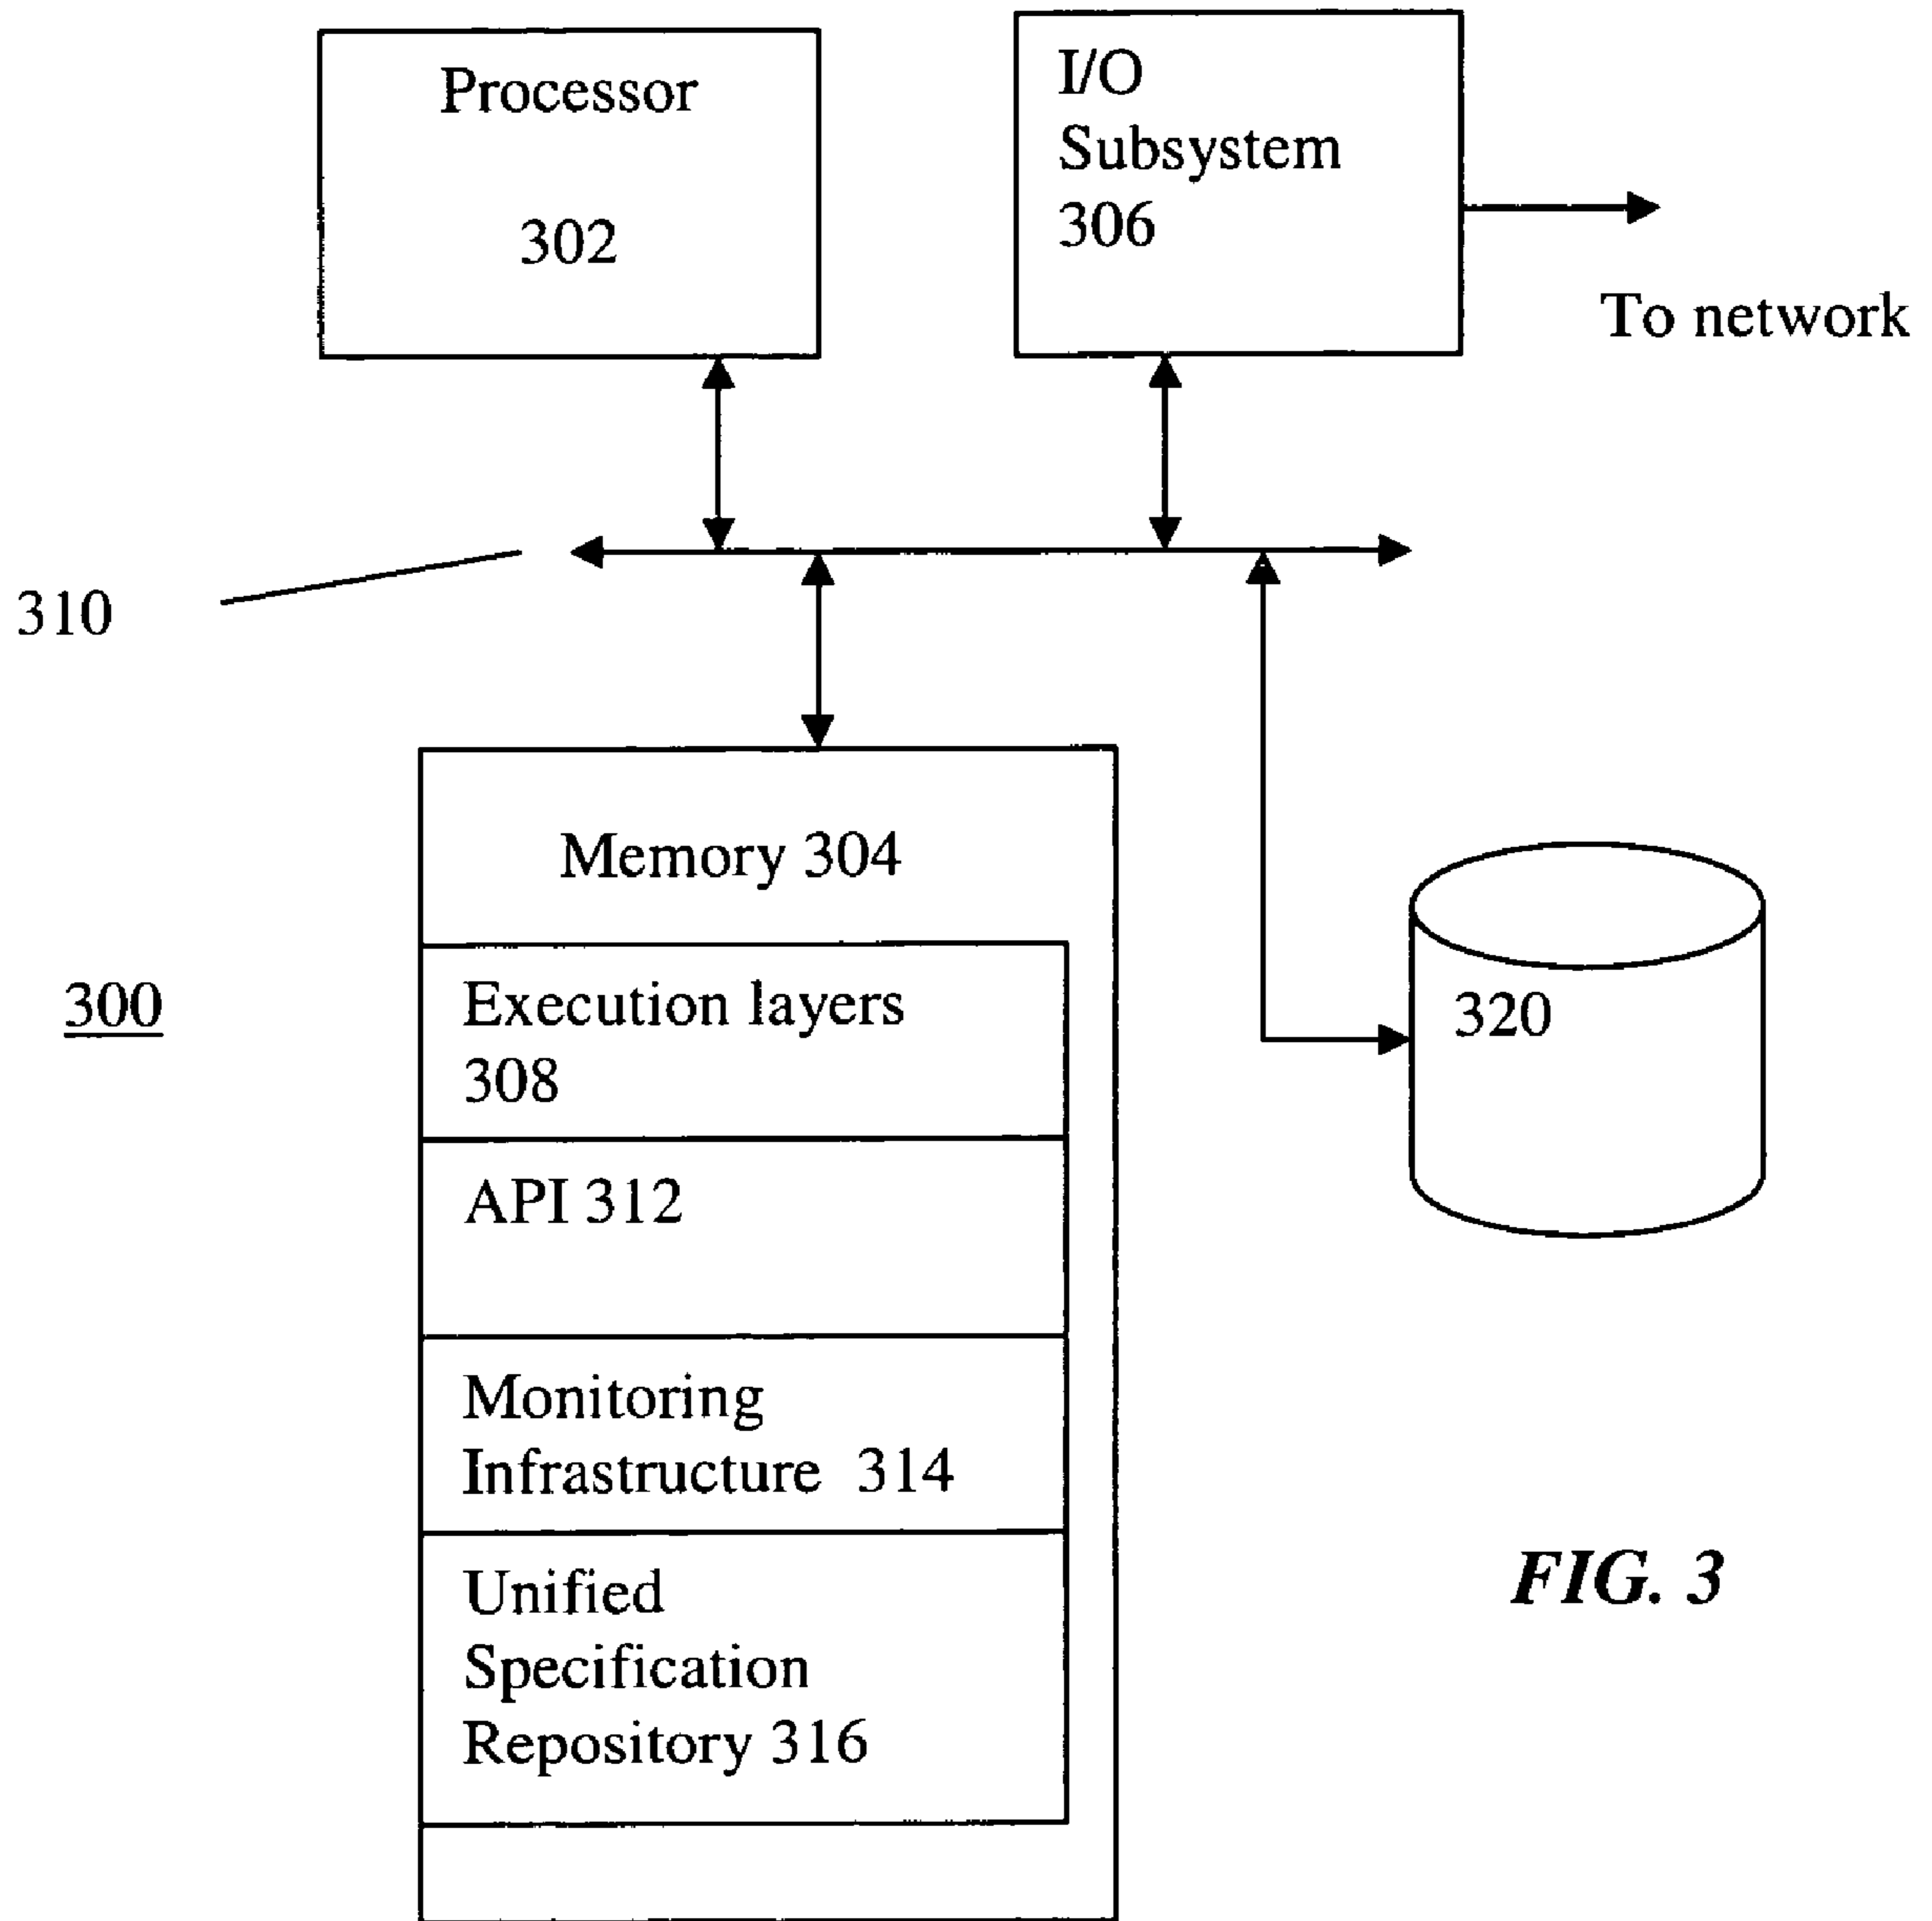 Processor
302
I/O
Subsystem
306
To network
310
Memory 304
300
Execution layers
308
320
API 312
Monitoring
Infrastructure 314
Unified
Specification
Repository 316
FIG. 3